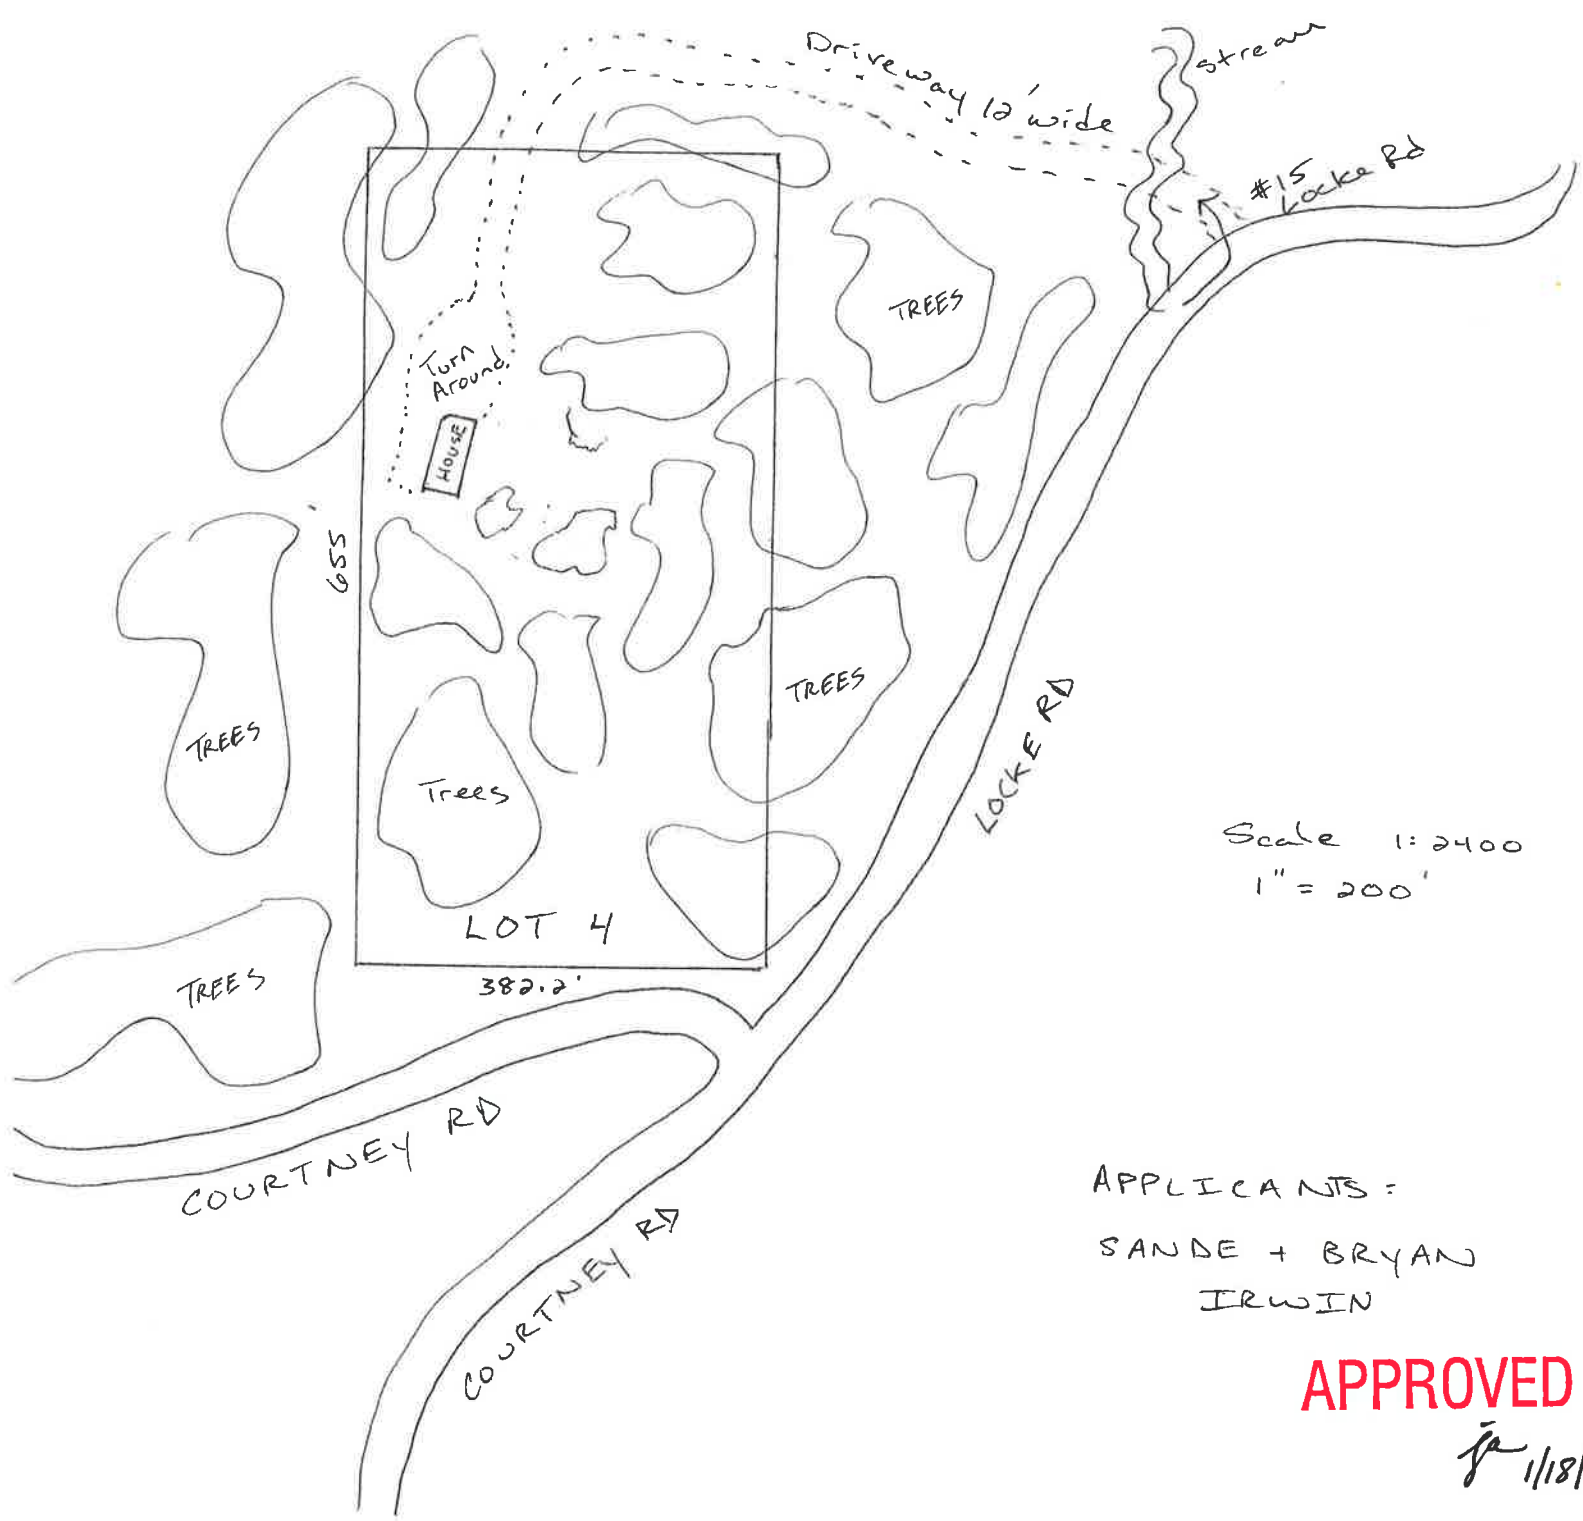 stream
Driveway 12' wide
#15
Locke Rd
TREES
Turn
Around
HOUSE
655
TREES
TREES
Trees
LOCKE RD
Scale 1:2400
1" = 200'
LOT 4
TREES
382.2'
COURTNEY RD
APPLICANTS:
SANDE + BRYAN
IRWIN
COURTNEY RD
APPROVED
ja 1/18/